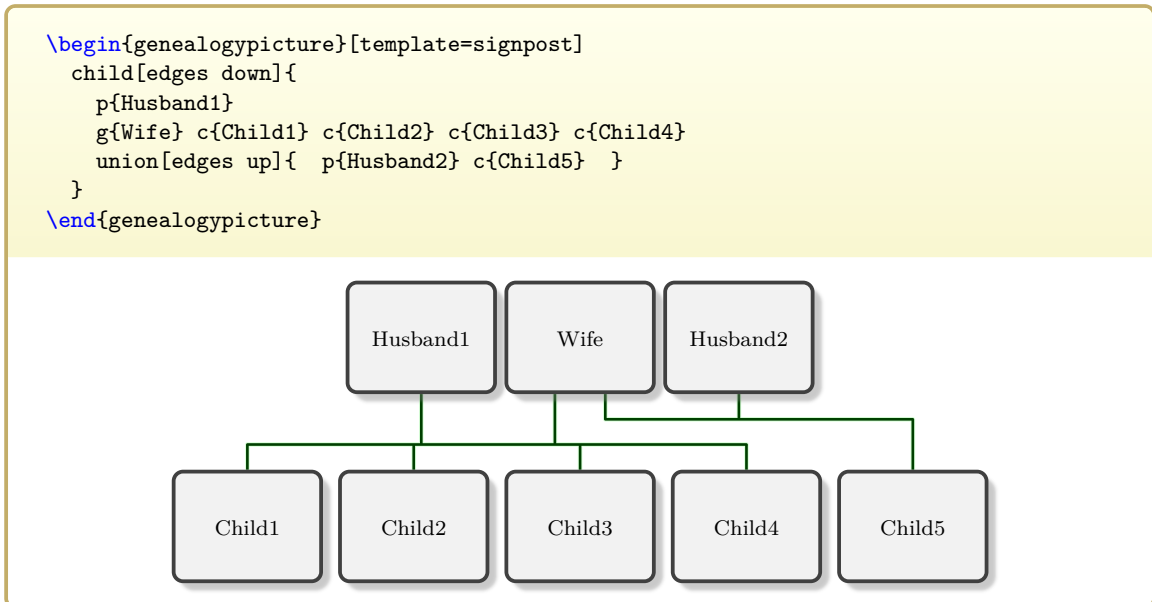 \begin{genealogypicture}[template=signpost]
  child[edges down]{
    p{Husband1}
    g{Wife} c{Child1} c{Child2} c{Child3} c{Child4}
    union[edges up]{  p{Husband2} c{Child5}  }
  }
\end{genealogypicture}
Husband1 Wife Husband2
Child1 Child2 Child3 Child4 Child5